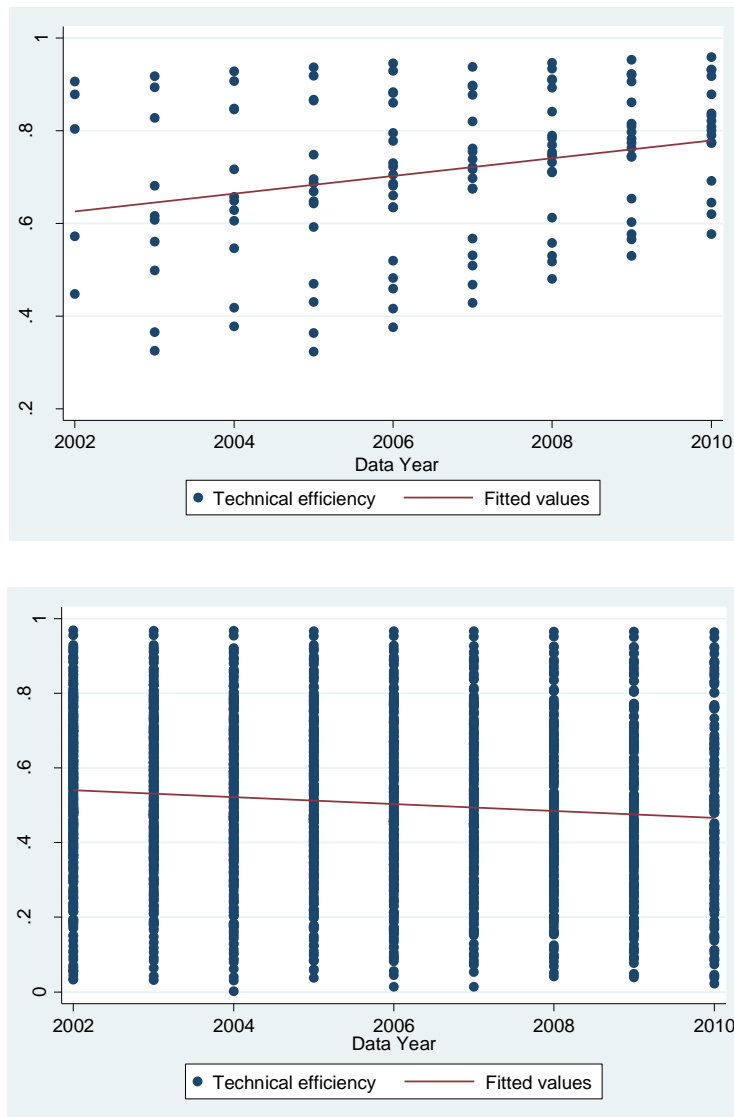 1
.8
.6
.4
.2
2002 2004 2006 2008 2010
Data Year
Technical efficiency Fitted values
1
.8
.6
.4
.2
0
2002 2004 2006 2008 2010
Data Year
Technical efficiency Fitted values